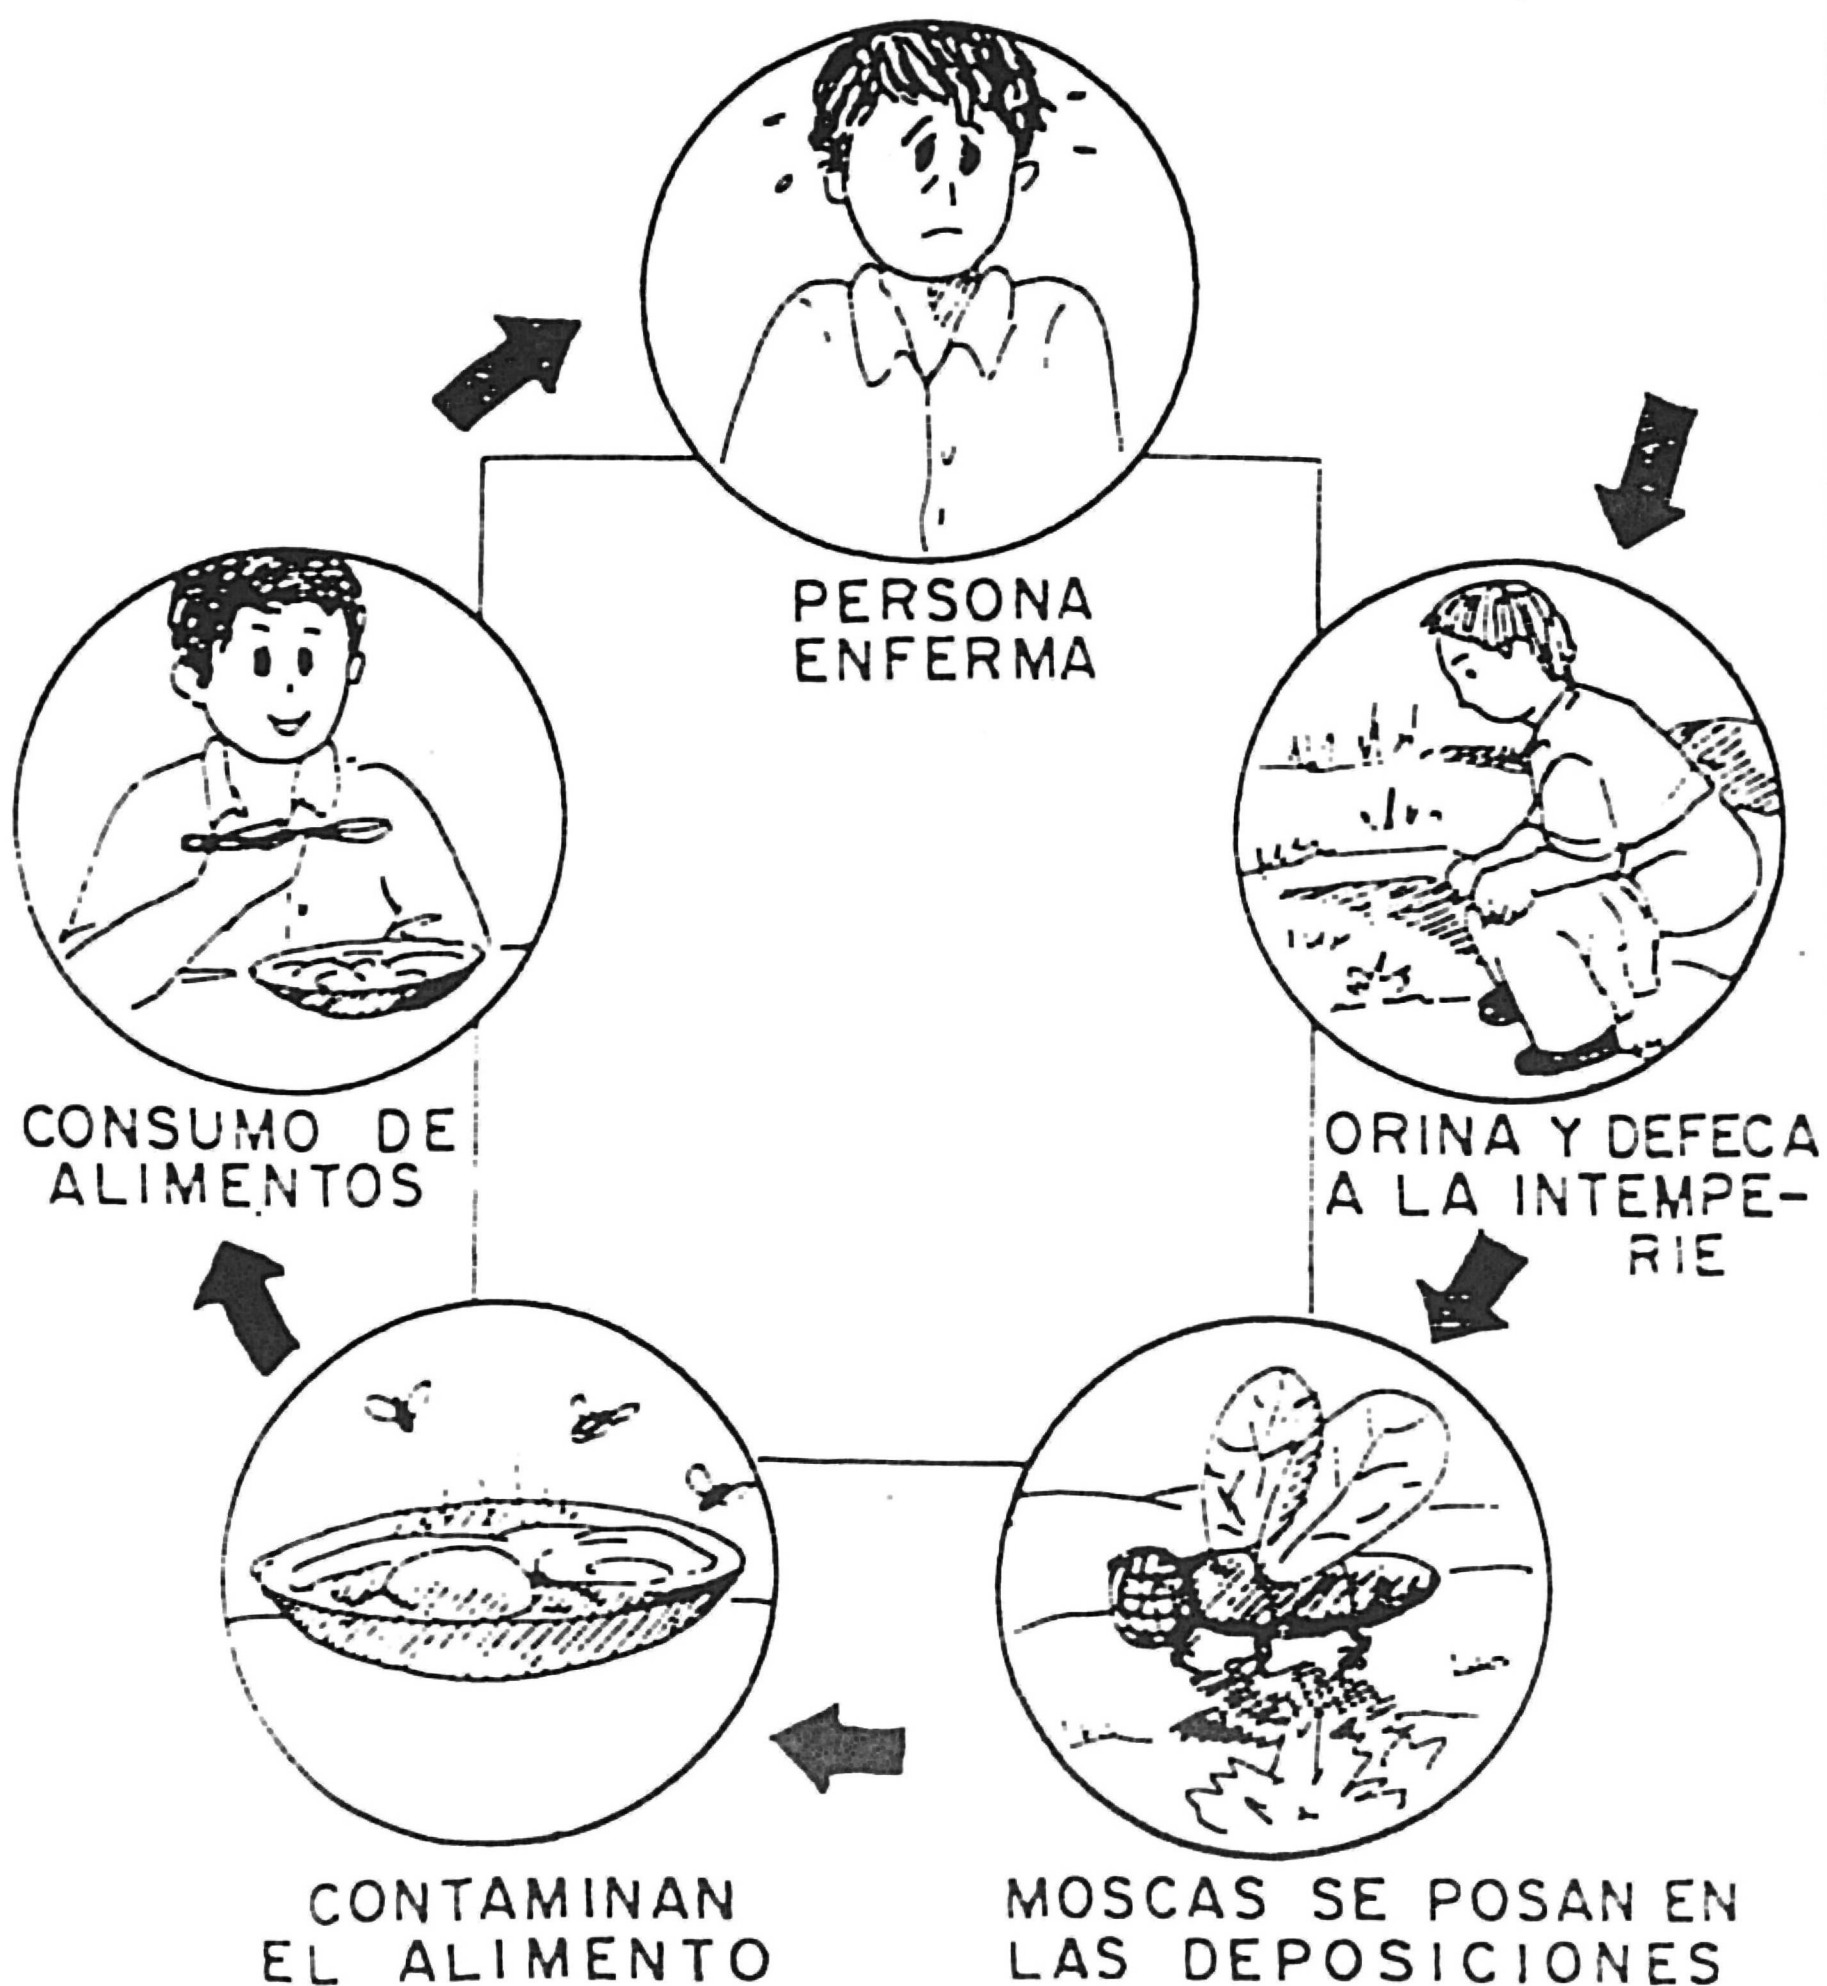 PERSONA
ENFERMA
CONSUMO DE
ALIMENTOS
ORINA Y DEFECA
A LA INTEMPE-
RIE
CONTAMINAN
EL ALIMENTO
MOSCAS SE POSAN EN
LAS DEPOSICIONES